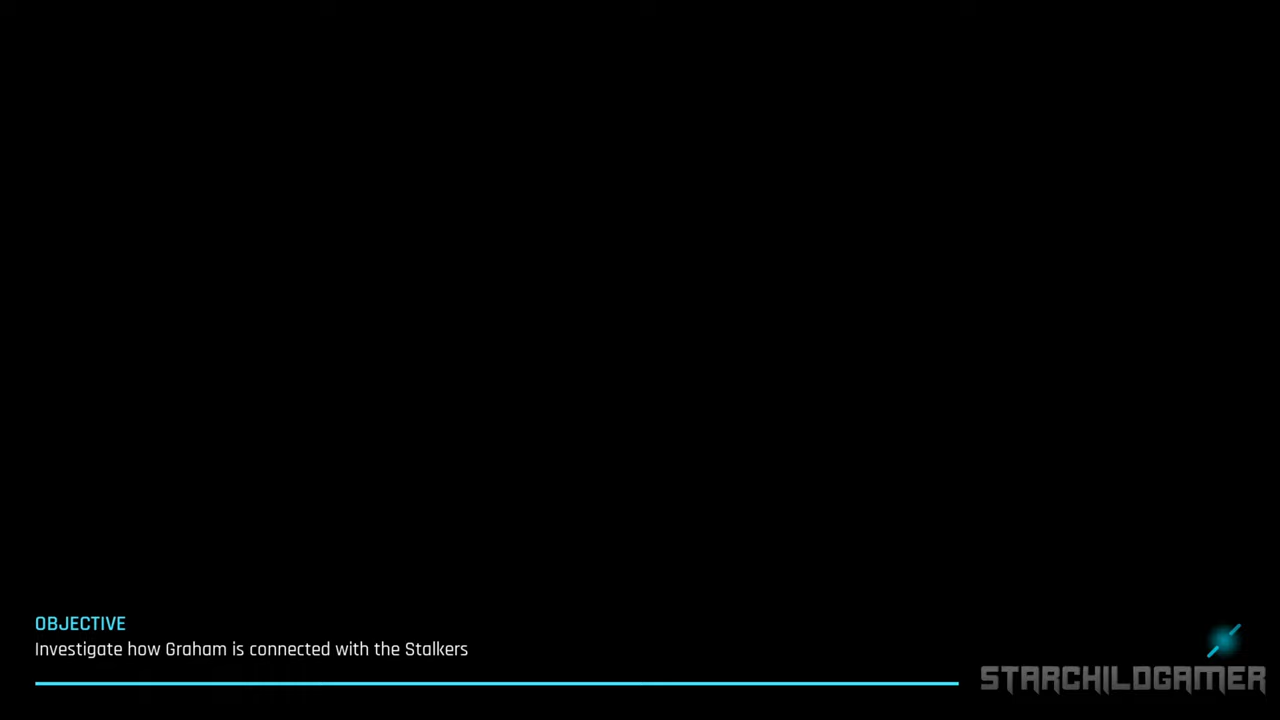 OBJECTIVE
Investigate how Graham is connected with the Stalkers
STARCHILDGAMER